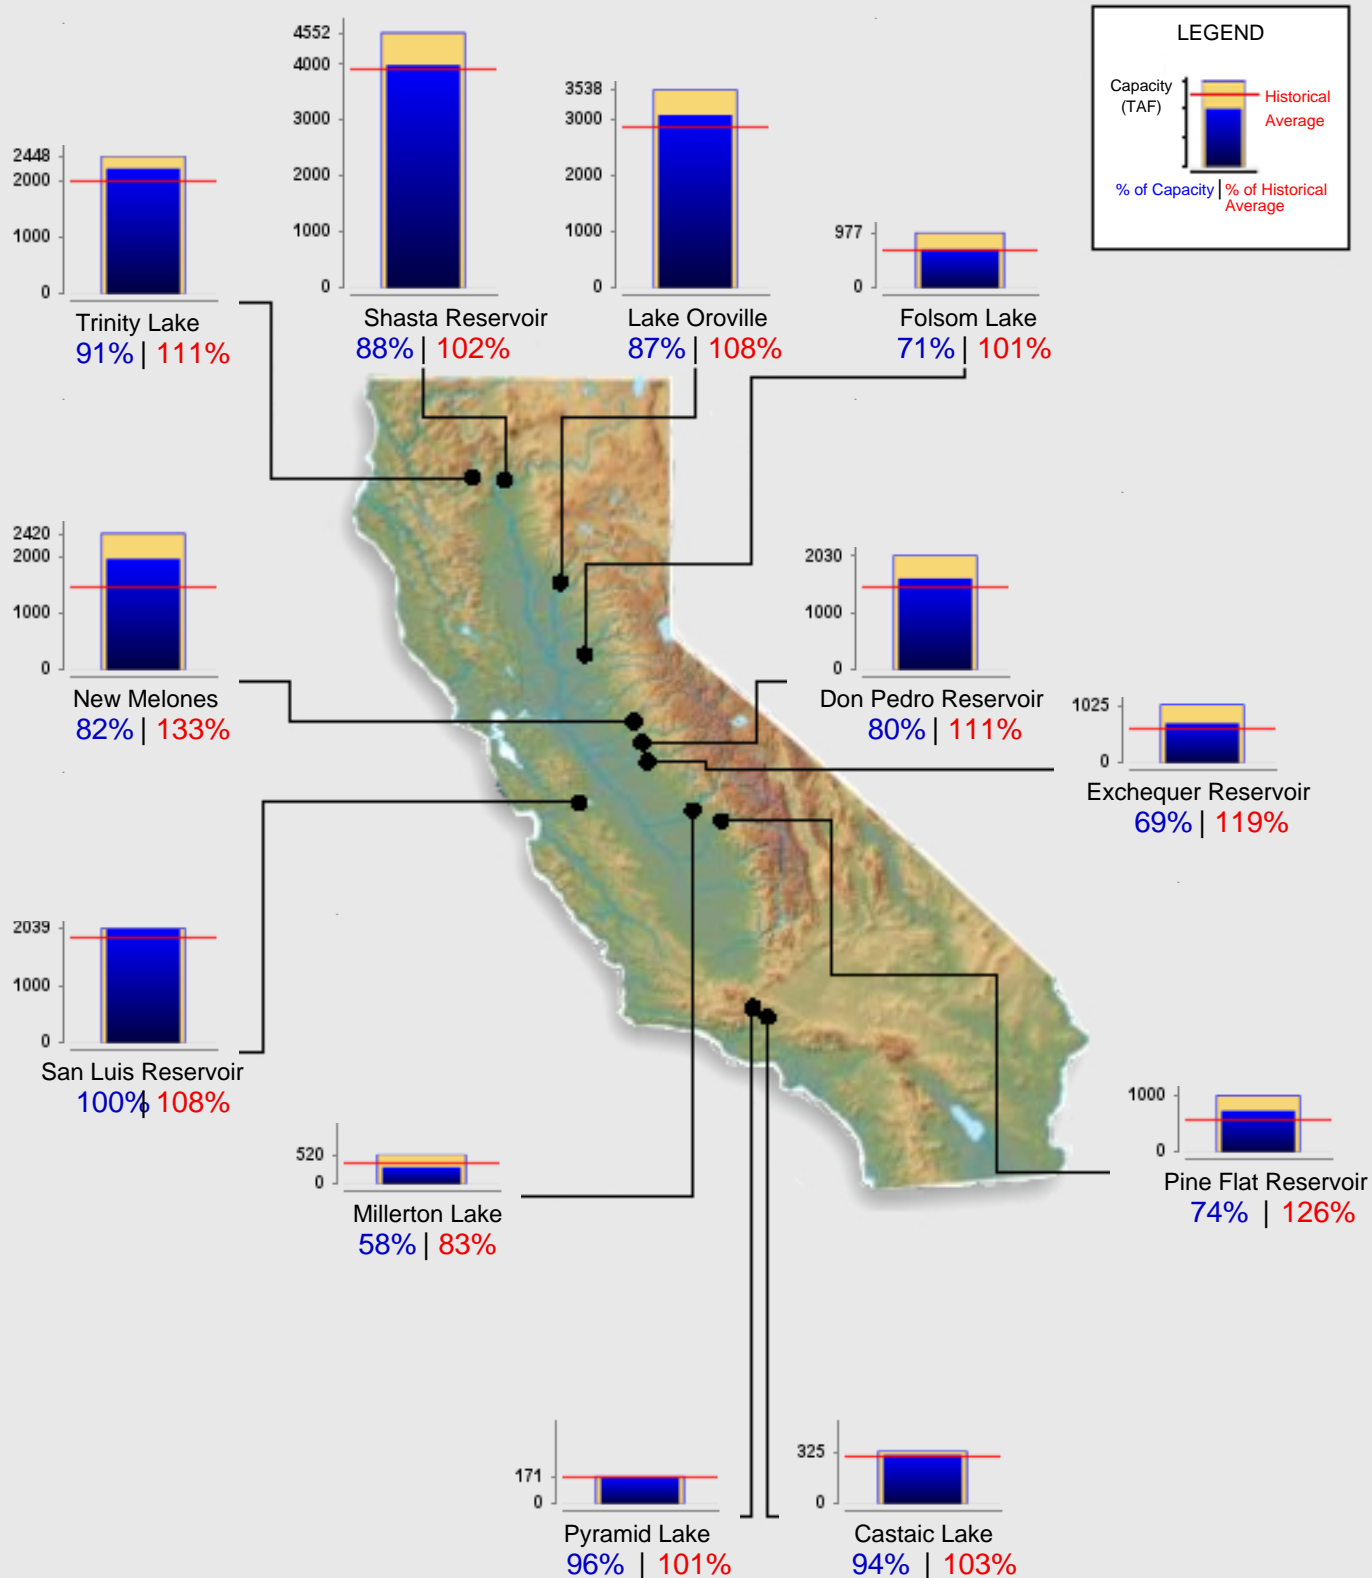 LEGEND
Capacity
(TAF)
Historical
Average
% of Capacity | % of Historical
Average
4552
4000
3000
2000
1000
0
Shasta Reservoir
88% | 102%
3538
3000
2000
1000
0
Lake Oroville
87% | 108%
2448
2000
1000
0
Trinity Lake
91% | 111%
977
0
Folsom Lake
71% | 101%
2420
2000
1000
0
New Melones
82% | 133%
2030
1000
0
Don Pedro Reservoir
80% | 111%
1025
0
Exchequer Reservoir
69% | 119%
2039
1000
0
San Luis Reservoir
100% | 108%
520
0
Millerton Lake
58% | 83%
1000
0
Pine Flat Reservoir
74% | 126%
171
0
Pyramid Lake
96% | 101%
325
0
Castaic Lake
94% | 103%